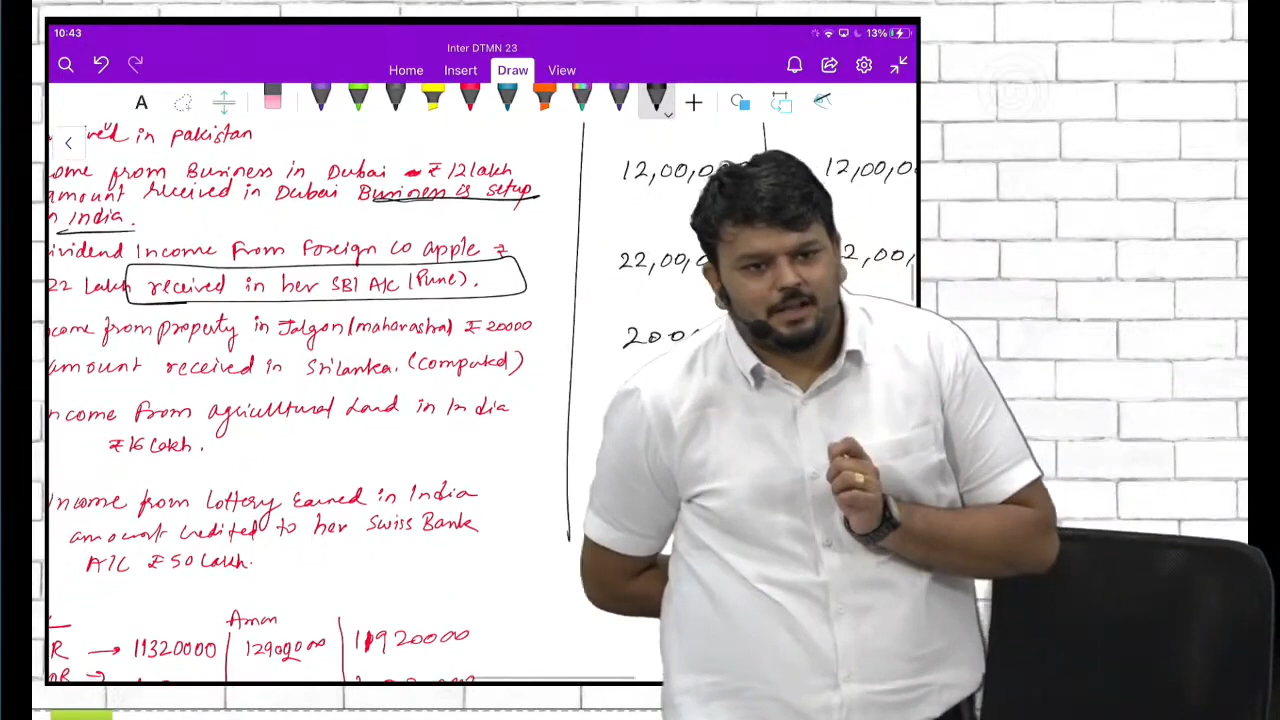 10:43
13%
Inter DTMN 23
Home Insert Draw View
A
in pakistan
ome from Business in Dubai ₹ 12 lakh
amount received in Dubai Business is setup
n India.
ividend Income from foreign co apple ₹
22 Lakh received in her SBI A/c (Pune).
come from property in Jalgon (maharashra) ₹ 20000
amount received in Srilanka. (computed)
ncome from agricultural Land in India
₹ 16 Lakh.
Income from Lottery Earned in India
amount credited to her Swiss Bank
A/C ₹ 50 Lakh.
12,00,0 12,00,0
22,00,0 2,00,
200
Aman
R → 11320000 12900000 11920000